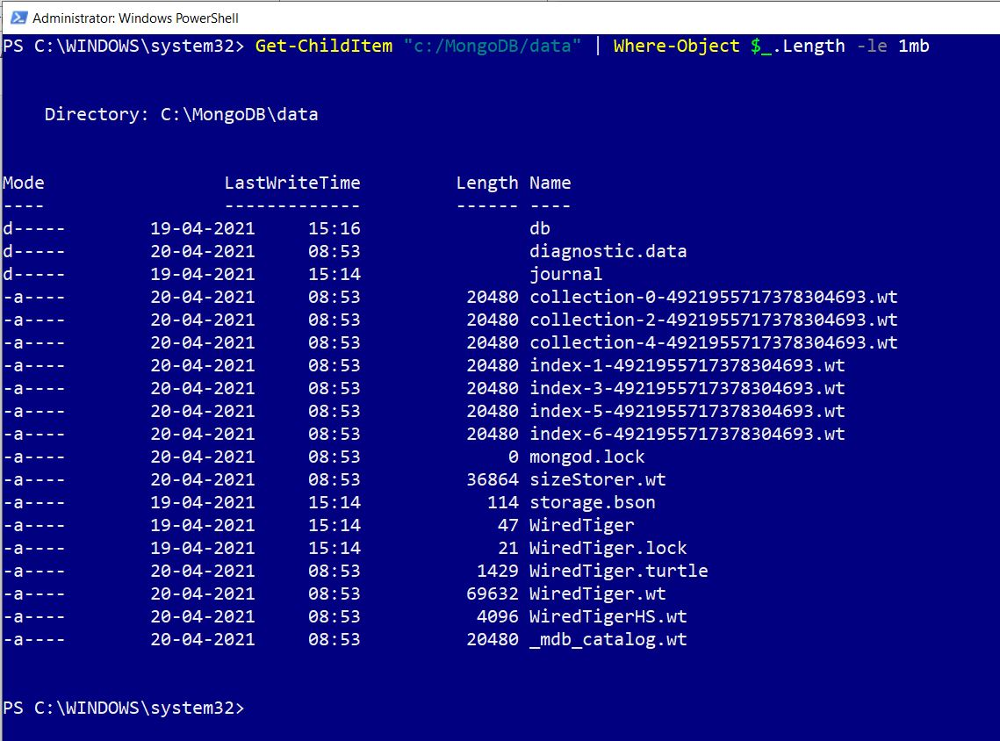 Administrator: Windows PowerShell
PS C:\WINDOWS\system32> Get-ChildItem "c:/MongoDB/data" | Where-Object $_.Length -le 1mb
Directory: C:\MongoDB\data
Mode LastWriteTime Length Name
---- ------------- ------ ----
d----- 19-04-2021 15:16 db
d----- 20-04-2021 08:53 diagnostic.data
d----- 19-04-2021 15:14 journal
-a---- 20-04-2021 08:53 20480 collection-0-4921955717378304693.wt
-a---- 20-04-2021 08:53 20480 collection-2-4921955717378304693.wt
-a---- 20-04-2021 08:53 20480 collection-4-4921955717378304693.wt
-a---- 20-04-2021 08:53 20480 index-1-4921955717378304693.wt
-a---- 20-04-2021 08:53 20480 index-3-4921955717378304693.wt
-a---- 20-04-2021 08:53 20480 index-5-4921955717378304693.wt
-a---- 20-04-2021 08:53 20480 index-6-4921955717378304693.wt
-a---- 20-04-2021 08:53 0 mongod.lock
-a---- 20-04-2021 08:53 36864 sizeStorer.wt
-a---- 19-04-2021 15:14 114 storage.bson
-a---- 19-04-2021 15:14 47 WiredTiger
-a---- 19-04-2021 15:14 21 WiredTiger.lock
-a---- 20-04-2021 08:53 1429 WiredTiger.turtle
-a---- 20-04-2021 08:53 69632 WiredTiger.wt
-a---- 20-04-2021 08:53 4096 WiredTigerHS.wt
-a---- 20-04-2021 08:53 20480 _mdb_catalog.wt
PS C:\WINDOWS\system32>